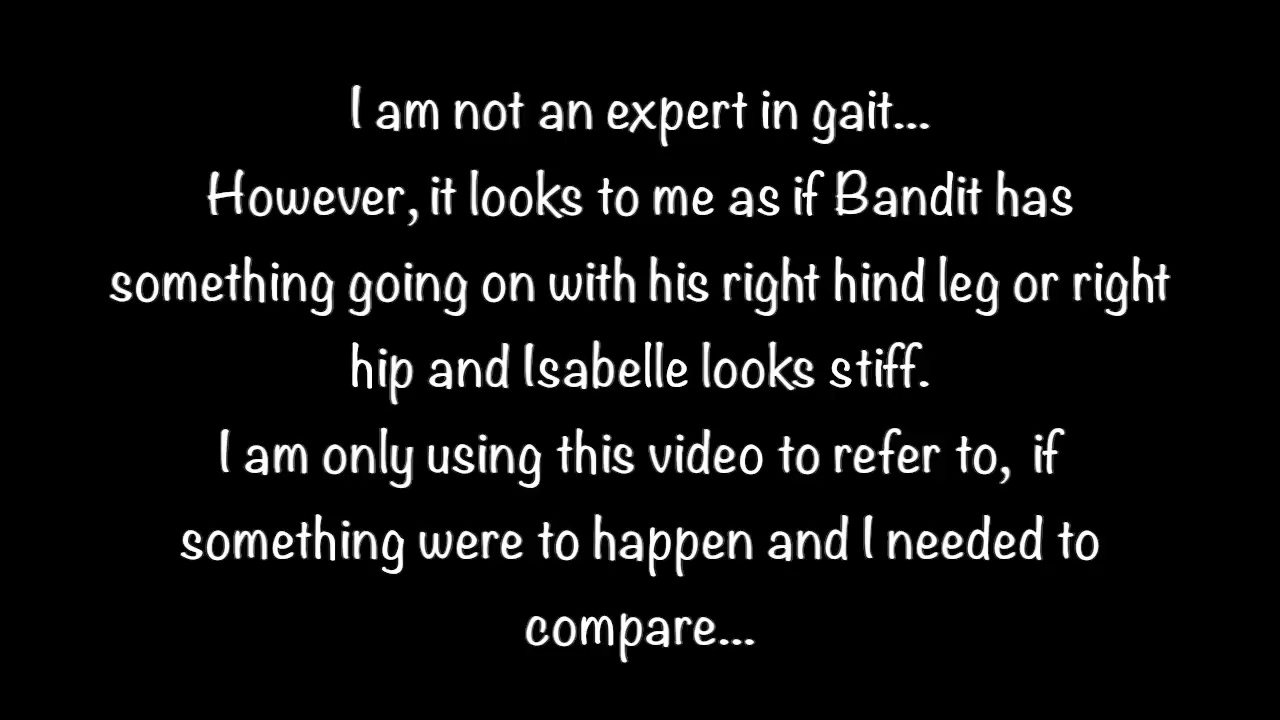 I am not an expert in gait...
However, it looks to me as if Bandit has
something going on with his right hind leg or right
hip and Isabelle looks stiff.
I am only using this video to refer to,  if
something were to happen and I needed to
compare...